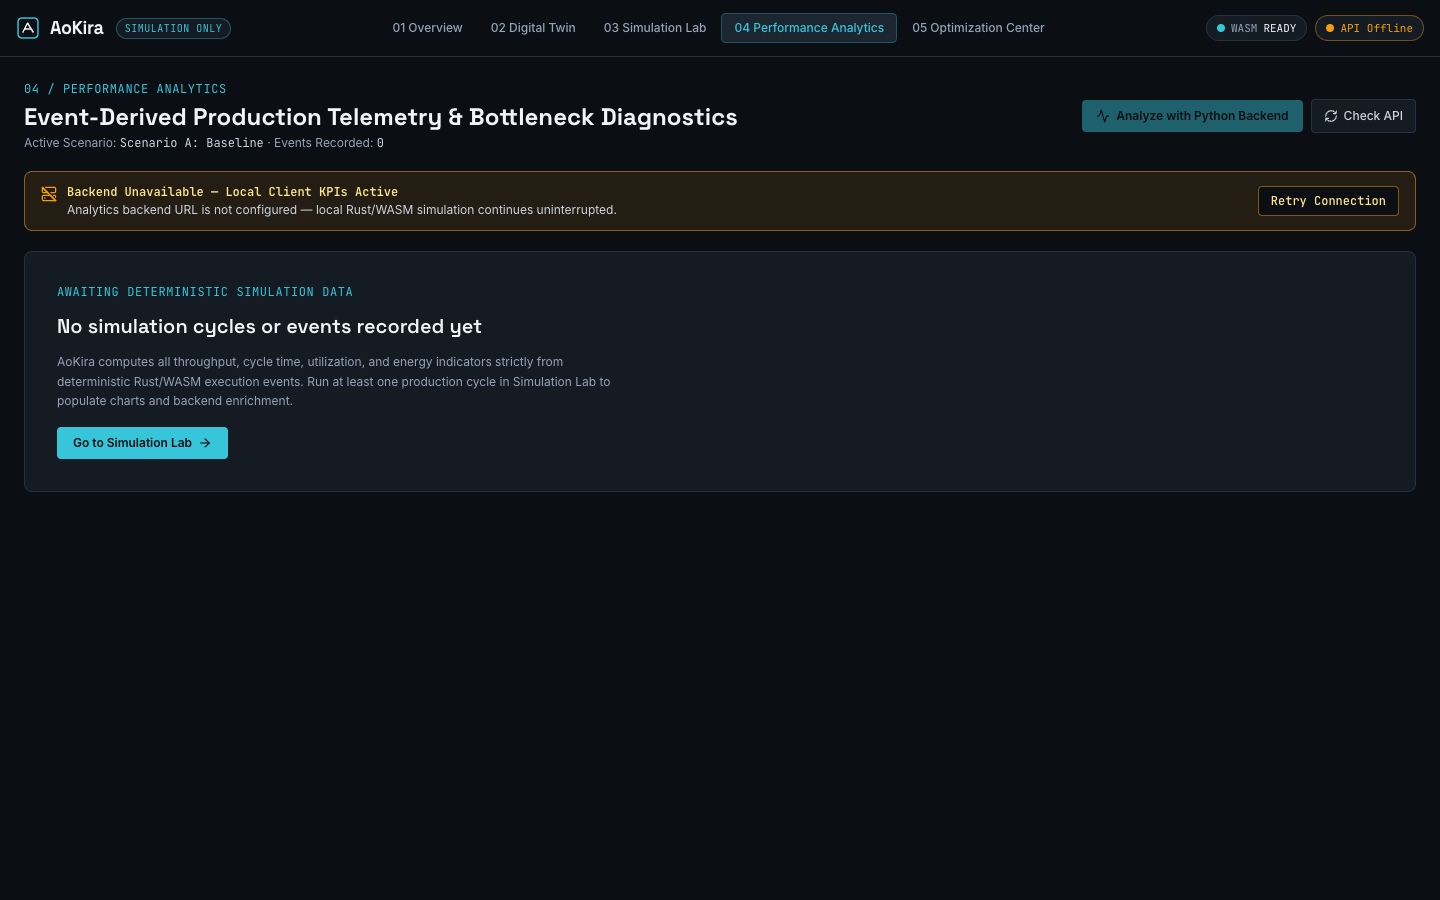 AoKira
SIMULATION ONLY
01 Overview
02 Digital Twin
03 Simulation Lab
04 Performance Analytics
05 Optimization Center
WASM READY
API Offline
04 / PERFORMANCE ANALYTICS
Event-Derived Production Telemetry & Bottleneck Diagnostics
Active Scenario: Scenario A: Baseline · Events Recorded: 0
Analyze with Python Backend
Check API
Backend Unavailable — Local Client KPIs Active
Analytics backend URL is not configured — local Rust/WASM simulation continues uninterrupted.
Retry Connection
AWAITING DETERMINISTIC SIMULATION DATA
No simulation cycles or events recorded yet
AoKira computes all throughput, cycle time, utilization, and energy indicators strictly from
deterministic Rust/WASM execution events. Run at least one production cycle in Simulation Lab to
populate charts and backend enrichment.
Go to Simulation Lab →